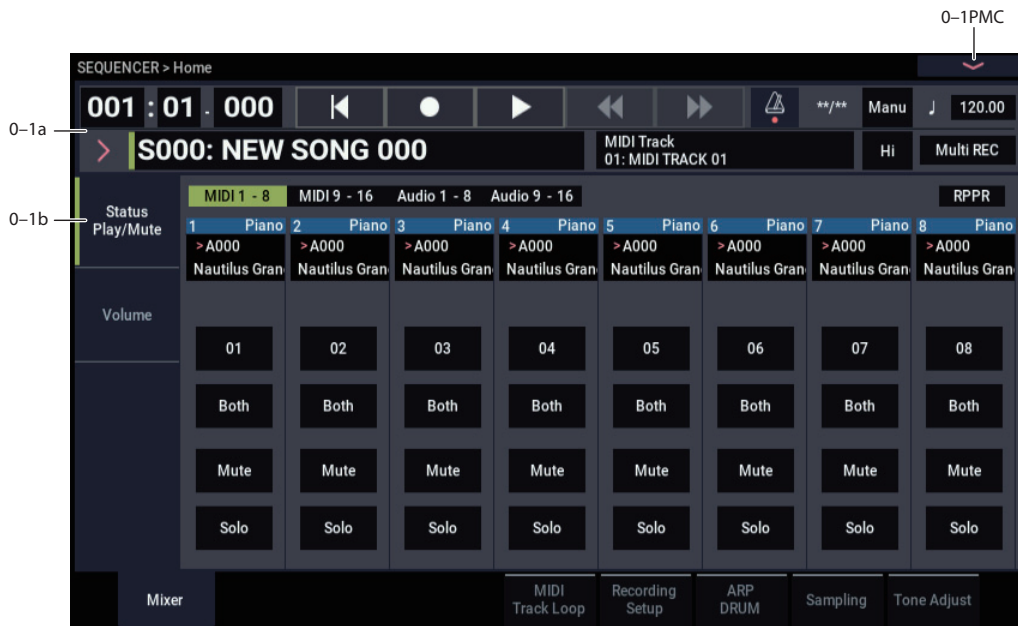 0–1PMC
SEQUENCER > Home
001 : 01 . 000 **/** Manu ♩ 120.00
0–1a
> S000: NEW SONG 000 MIDI Track Hi Multi REC
01: MIDI TRACK 01
MIDI 1 - 8 MIDI 9 - 16 Audio 1 - 8 Audio 9 - 16 RPPR
0–1b
Status
Play/Mute
1 Piano 2 Piano 3 Piano 4 Piano 5 Piano 6 Piano 7 Piano 8 Piano
>A000 >A000 >A000 >A000 >A000 >A000 >A000 >A000
Nautilus Gran Nautilus Gran Nautilus Gran Nautilus Gran Nautilus Gran Nautilus Gran Nautilus Gran Nautilus Gran
Volume
01 02 03 04 05 06 07 08
Both Both Both Both Both Both Both Both
Mute Mute Mute Mute Mute Mute Mute Mute
Solo Solo Solo Solo Solo Solo Solo Solo
Mixer
MIDI
Track Loop
Recording
Setup
ARP
DRUM
Sampling
Tone Adjust